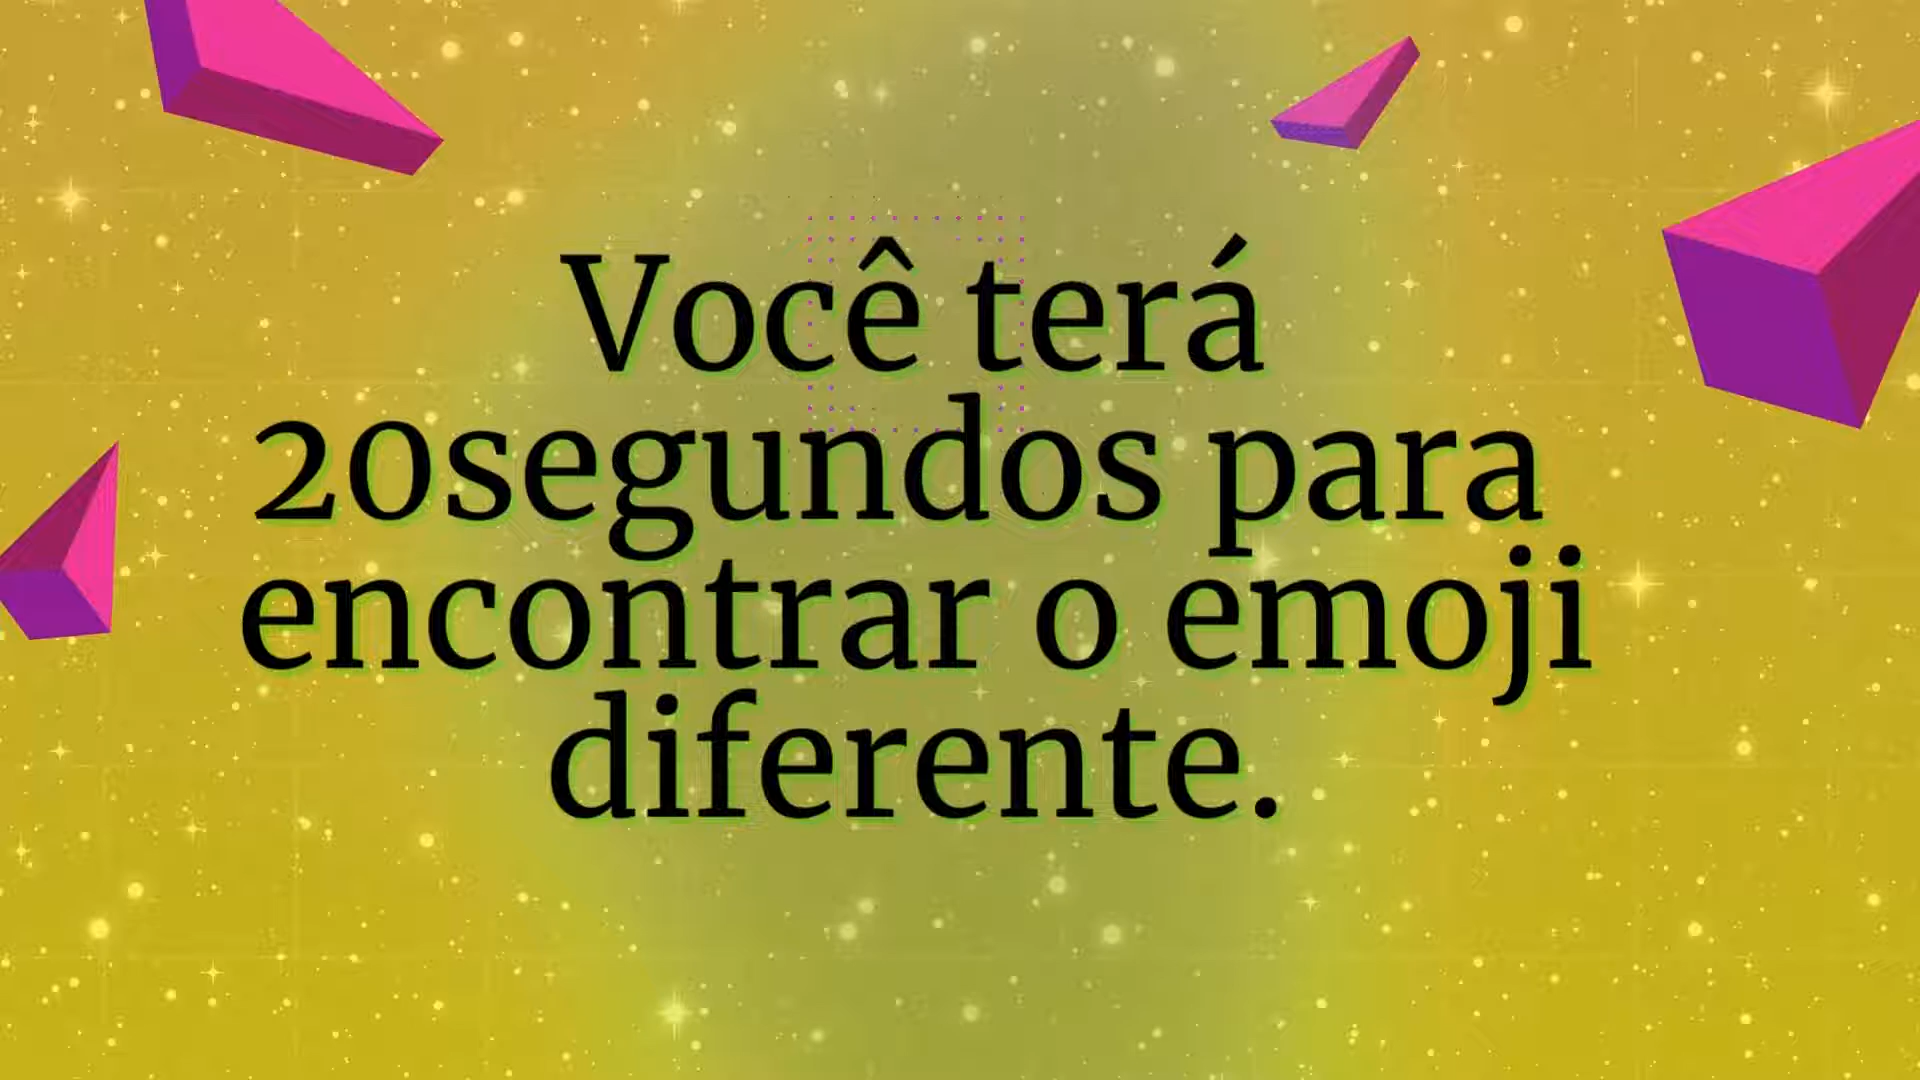 Você terá
20segundos para
encontrar o emoji
diferente.